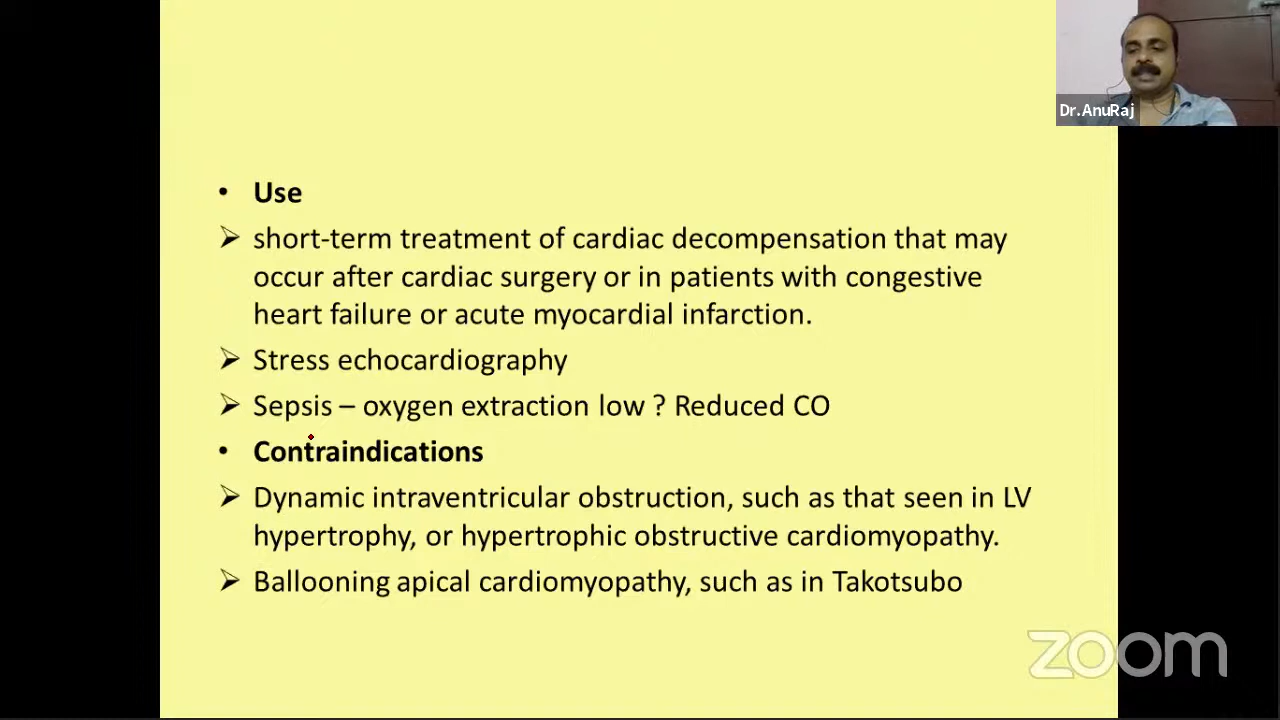 Dr.AnuRaj
• Use
➢ short-term treatment of cardiac decompensation that may
occur after cardiac surgery or in patients with congestive
heart failure or acute myocardial infarction.
➢ Stress echocardiography
➢ Sepsis – oxygen extraction low ? Reduced CO
• Contraindications
➢ Dynamic intraventricular obstruction, such as that seen in LV
hypertrophy, or hypertrophic obstructive cardiomyopathy.
➢ Ballooning apical cardiomyopathy, such as in Takotsubo
zoom